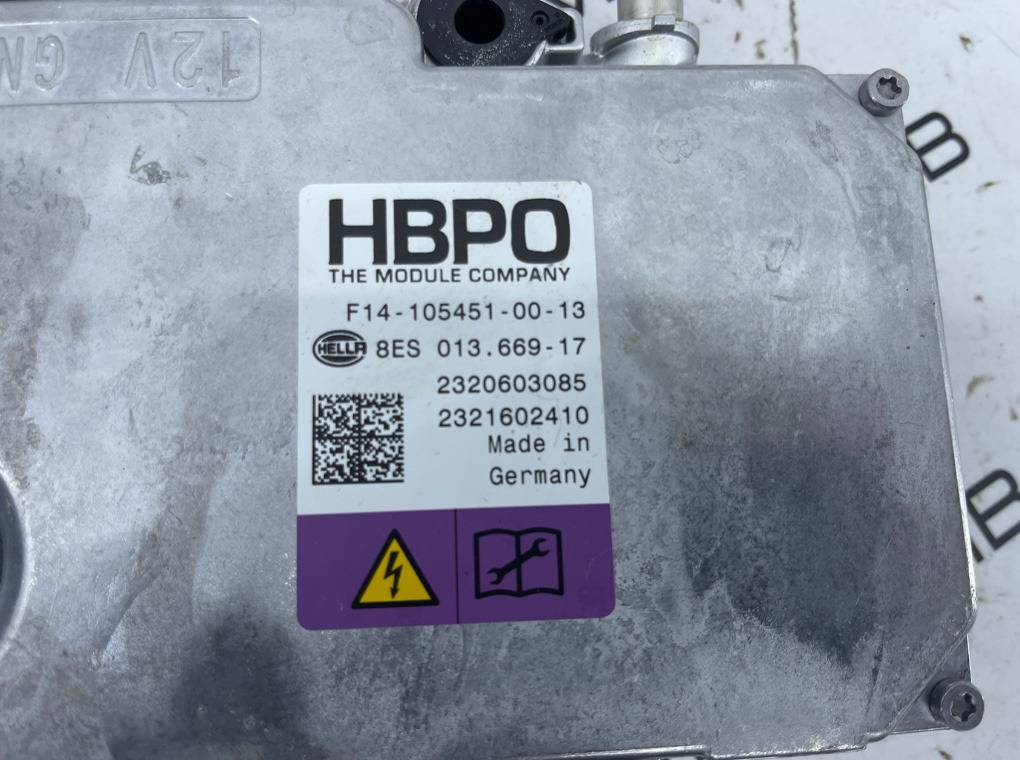 12V GN
HBPO
THE MODULE COMPANY
F14-105451-00-13
HELLA 8ES 013.669-17
2320603085
2321602410
Made in
Germany
B
B